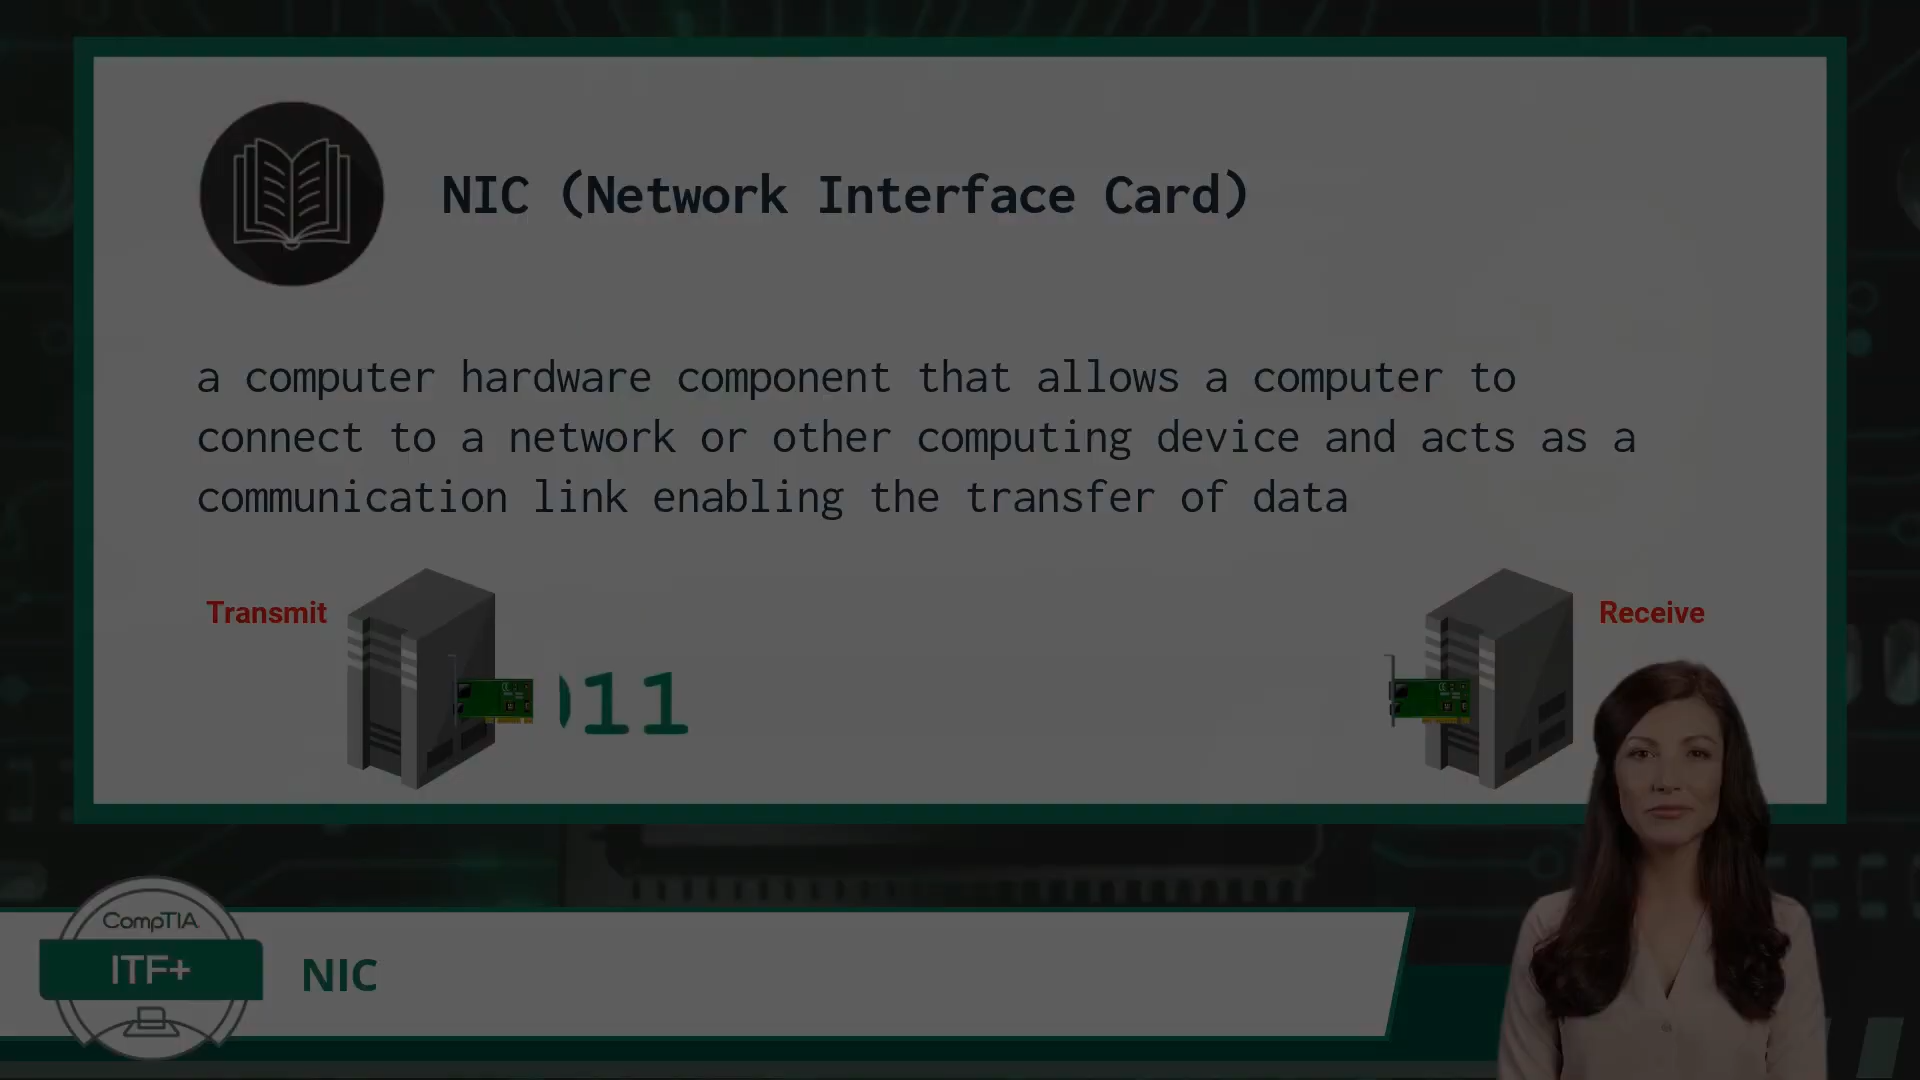 NIC (Network Interface Card)
a computer hardware component that allows a computer to
connect to a network or other computing device and acts as a
communication link enabling the transfer of data
Transmit
Receive
11
CompTIA
ITF+
NIC